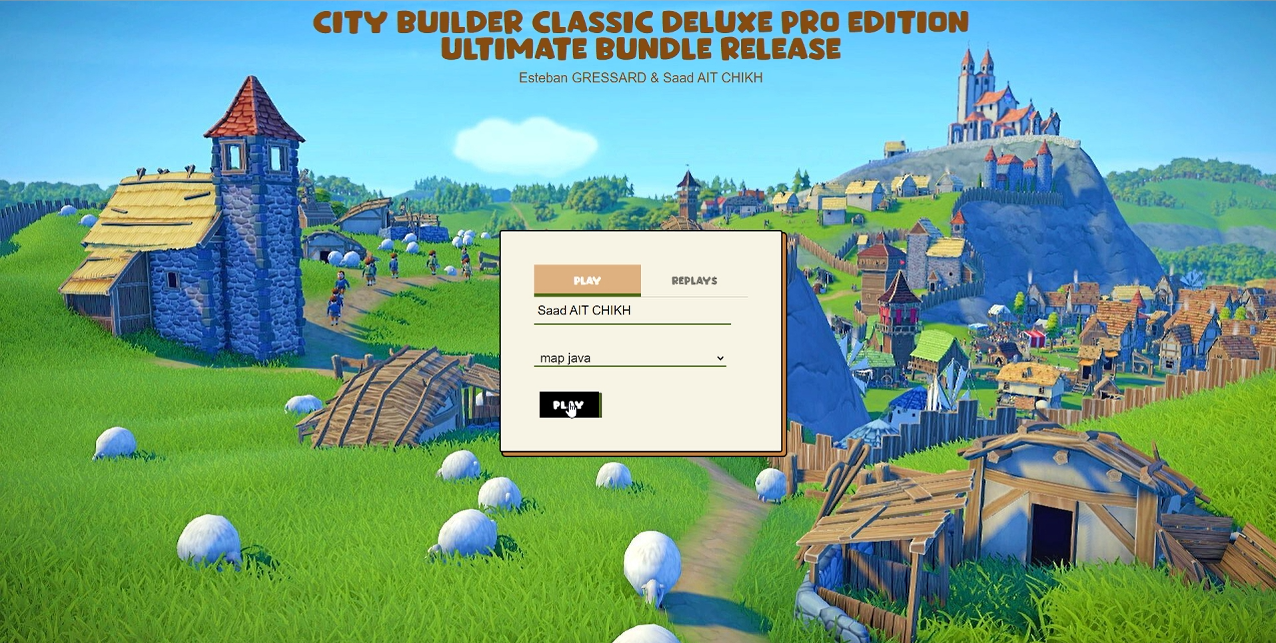 CITY BUILDER CLASSIC DELUXE PRO EDITION
ULTIMATE BUNDLE RELEASE
Esteban GRESSARD & Saad AIT CHIKH
PLAY REPLAYS
Saad AIT CHIKH
map java
PLAY